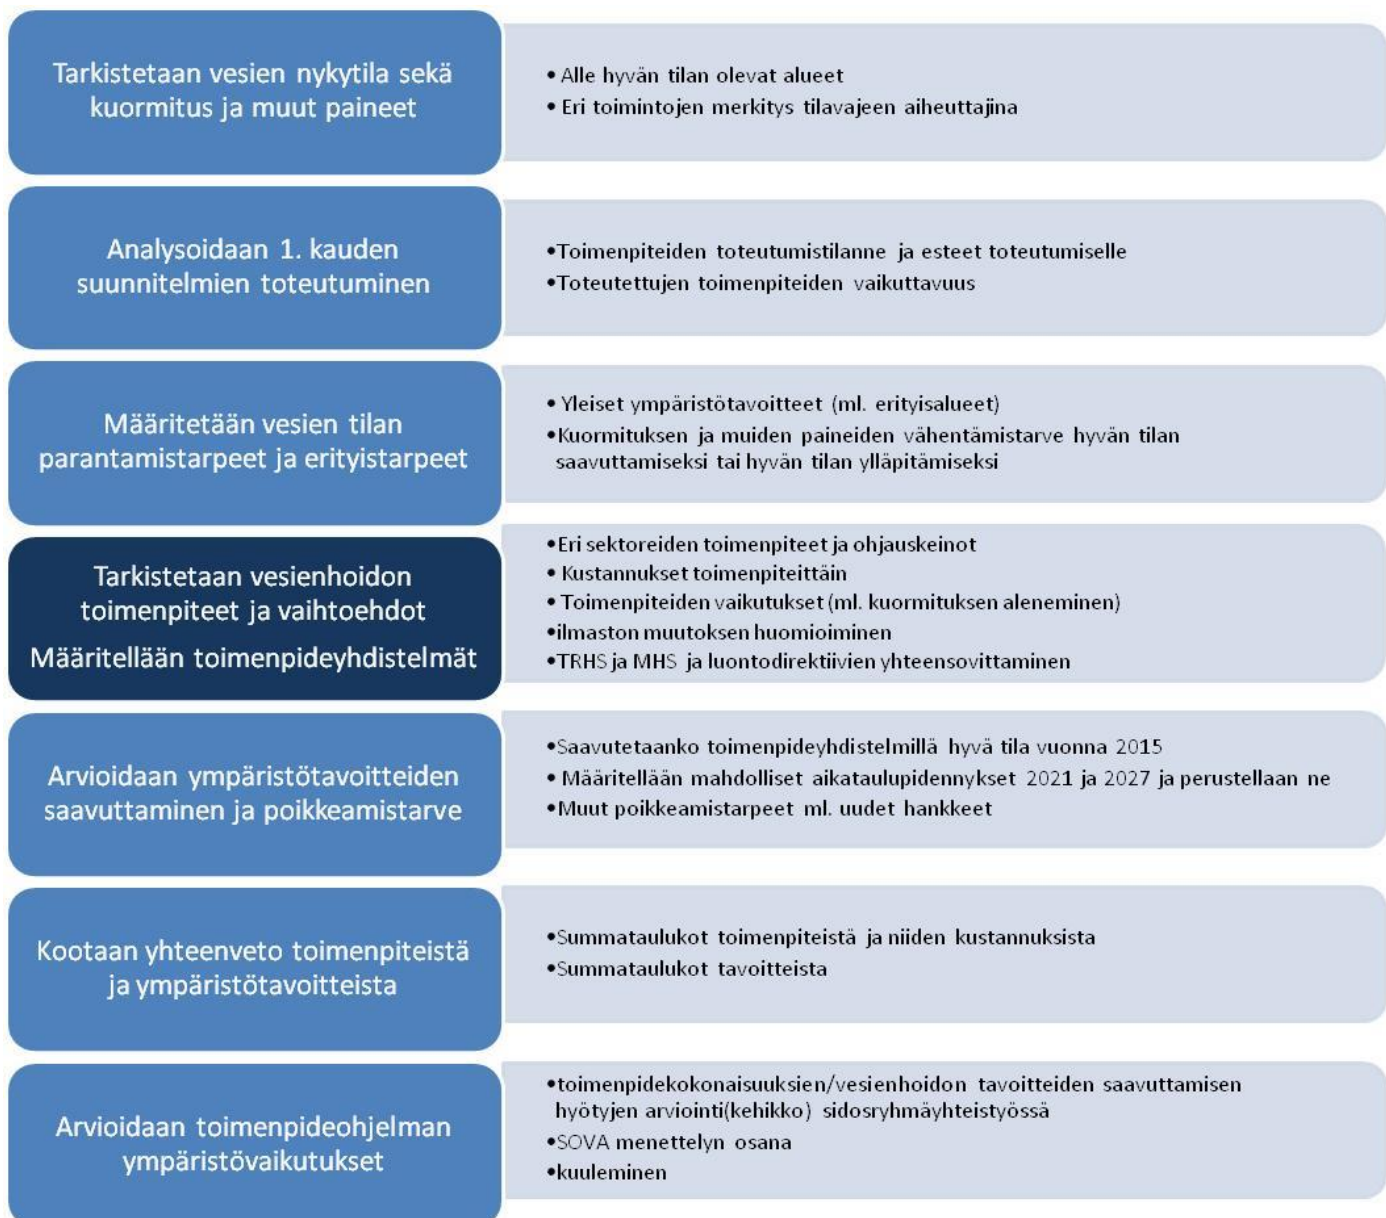 Tarkistetaan vesien nykytila sekä
kuormitus ja muut paineet
• Alle hyvän tilan olevat alueet
• Eri toimintojen merkitys tilavajeen aiheuttajina
Analysoidaan 1. kauden
suunnitelmien toteutuminen
•Toimenpiteiden toteutumistilanne ja esteet toteutumiselle
•Toteutettujen toimenpiteiden vaikuttavuus
Määritetään vesien tilan
parantamistarpeet ja erityistarpeet
• Yleiset ympäristötavoitteet (ml. erityisalueet)
•Kuormituksen ja muiden paineiden vähentämistarve hyvän tilan
saavuttamiseksi tai hyvän tilan ylläpitämiseksi
Tarkistetaan vesienhoidon
toimenpiteet ja vaihtoehdot
Määritellään toimenpideyhdistelmät
•Eri sektoreiden toimenpiteet ja ohjauskeinot
• Kustannukset toimenpiteittäin
• Toimenpiteiden vaikutukset (ml. kuormituksen aleneminen)
•ilmaston muutoksen huomioiminen
•TRHS ja MHS ja luontodirektiivien yhteensovittaminen
Arvioidaan ympäristötavoitteiden
saavuttaminen ja poikkeamistarve
•Saavutetaanko toimenpideyhdistelmillä hyvä tila vuonna 2015
• Määritellään mahdolliset aikataulupidennykset 2021 ja 2027 ja perustellaan ne
•Muut poikkeamistarpeet ml. uudet hankkeet
Kootaan yhteenveto toimenpiteistä
ja ympäristötavoitteista
•Summataulukot toimenpiteistä ja niiden kustannuksista
•Summataulukot tavoitteista
Arvioidaan toimenpideohjelman
ympäristövaikutukset
•toimenpidekokonaisuuksien/vesienhoidon tavoitteiden saavuttamisen
hyötyjen arviointi(kehikko) sidosryhmäyhteistyössä
•SOVA menettelyn osana
•kuuleminen